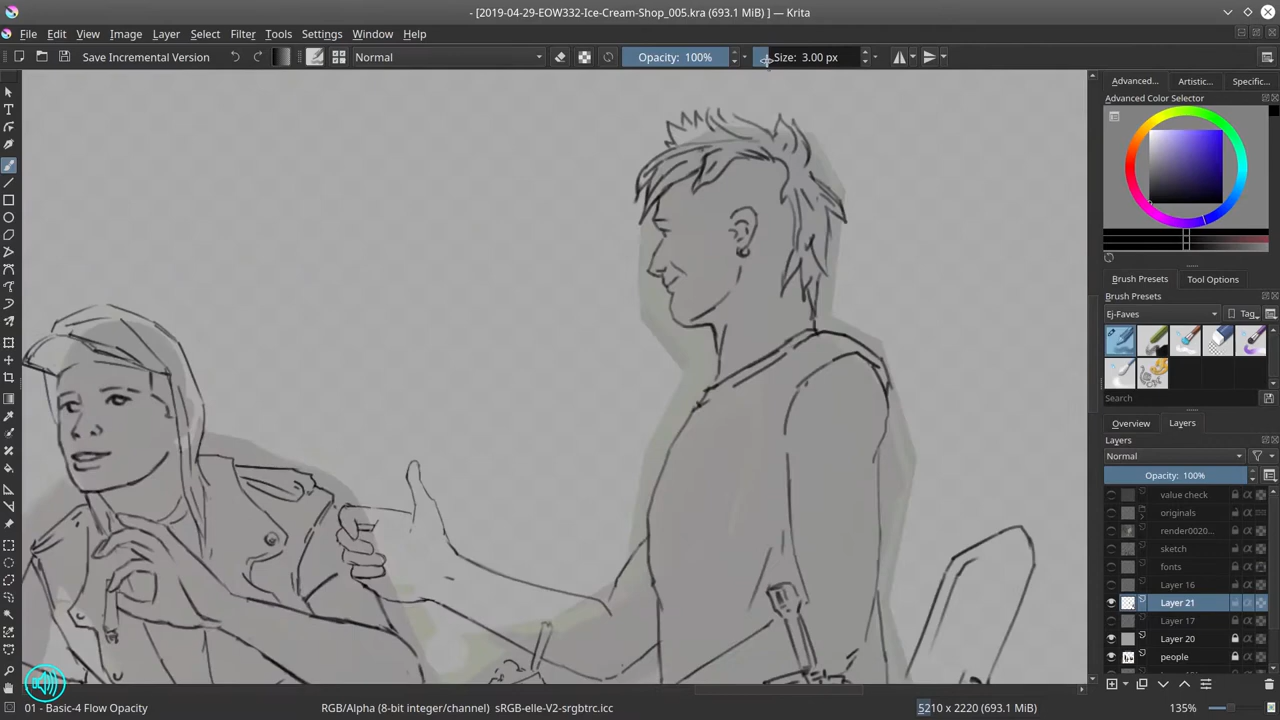 - [2019-04-29-EOW332-Ice-Cream-Shop_005.kra (693.1 MiB) ] — Krita
File Edit View Image Layer Select Filter Tools Settings Window Help
Save Incremental Version Normal Opacity: 100% Size: 3.00 px
Advanced... Artistic... Specific...
Advanced Color Selector
Brush Presets Tool Options
Brush Presets
Ej-Faves Tag
Search
Overview Layers
Layers
Normal
Opacity: 100%
value check
originals
render0020...
sketch
fonts
Layer 16
Layer 21
Layer 17
Layer 20
people
01 - Basic-4 Flow Opacity RGB/Alpha (8-bit integer/channel) sRGB-elle-V2-srgbtrc.icc 5210 x 2220 (693.1 MiB) 135%